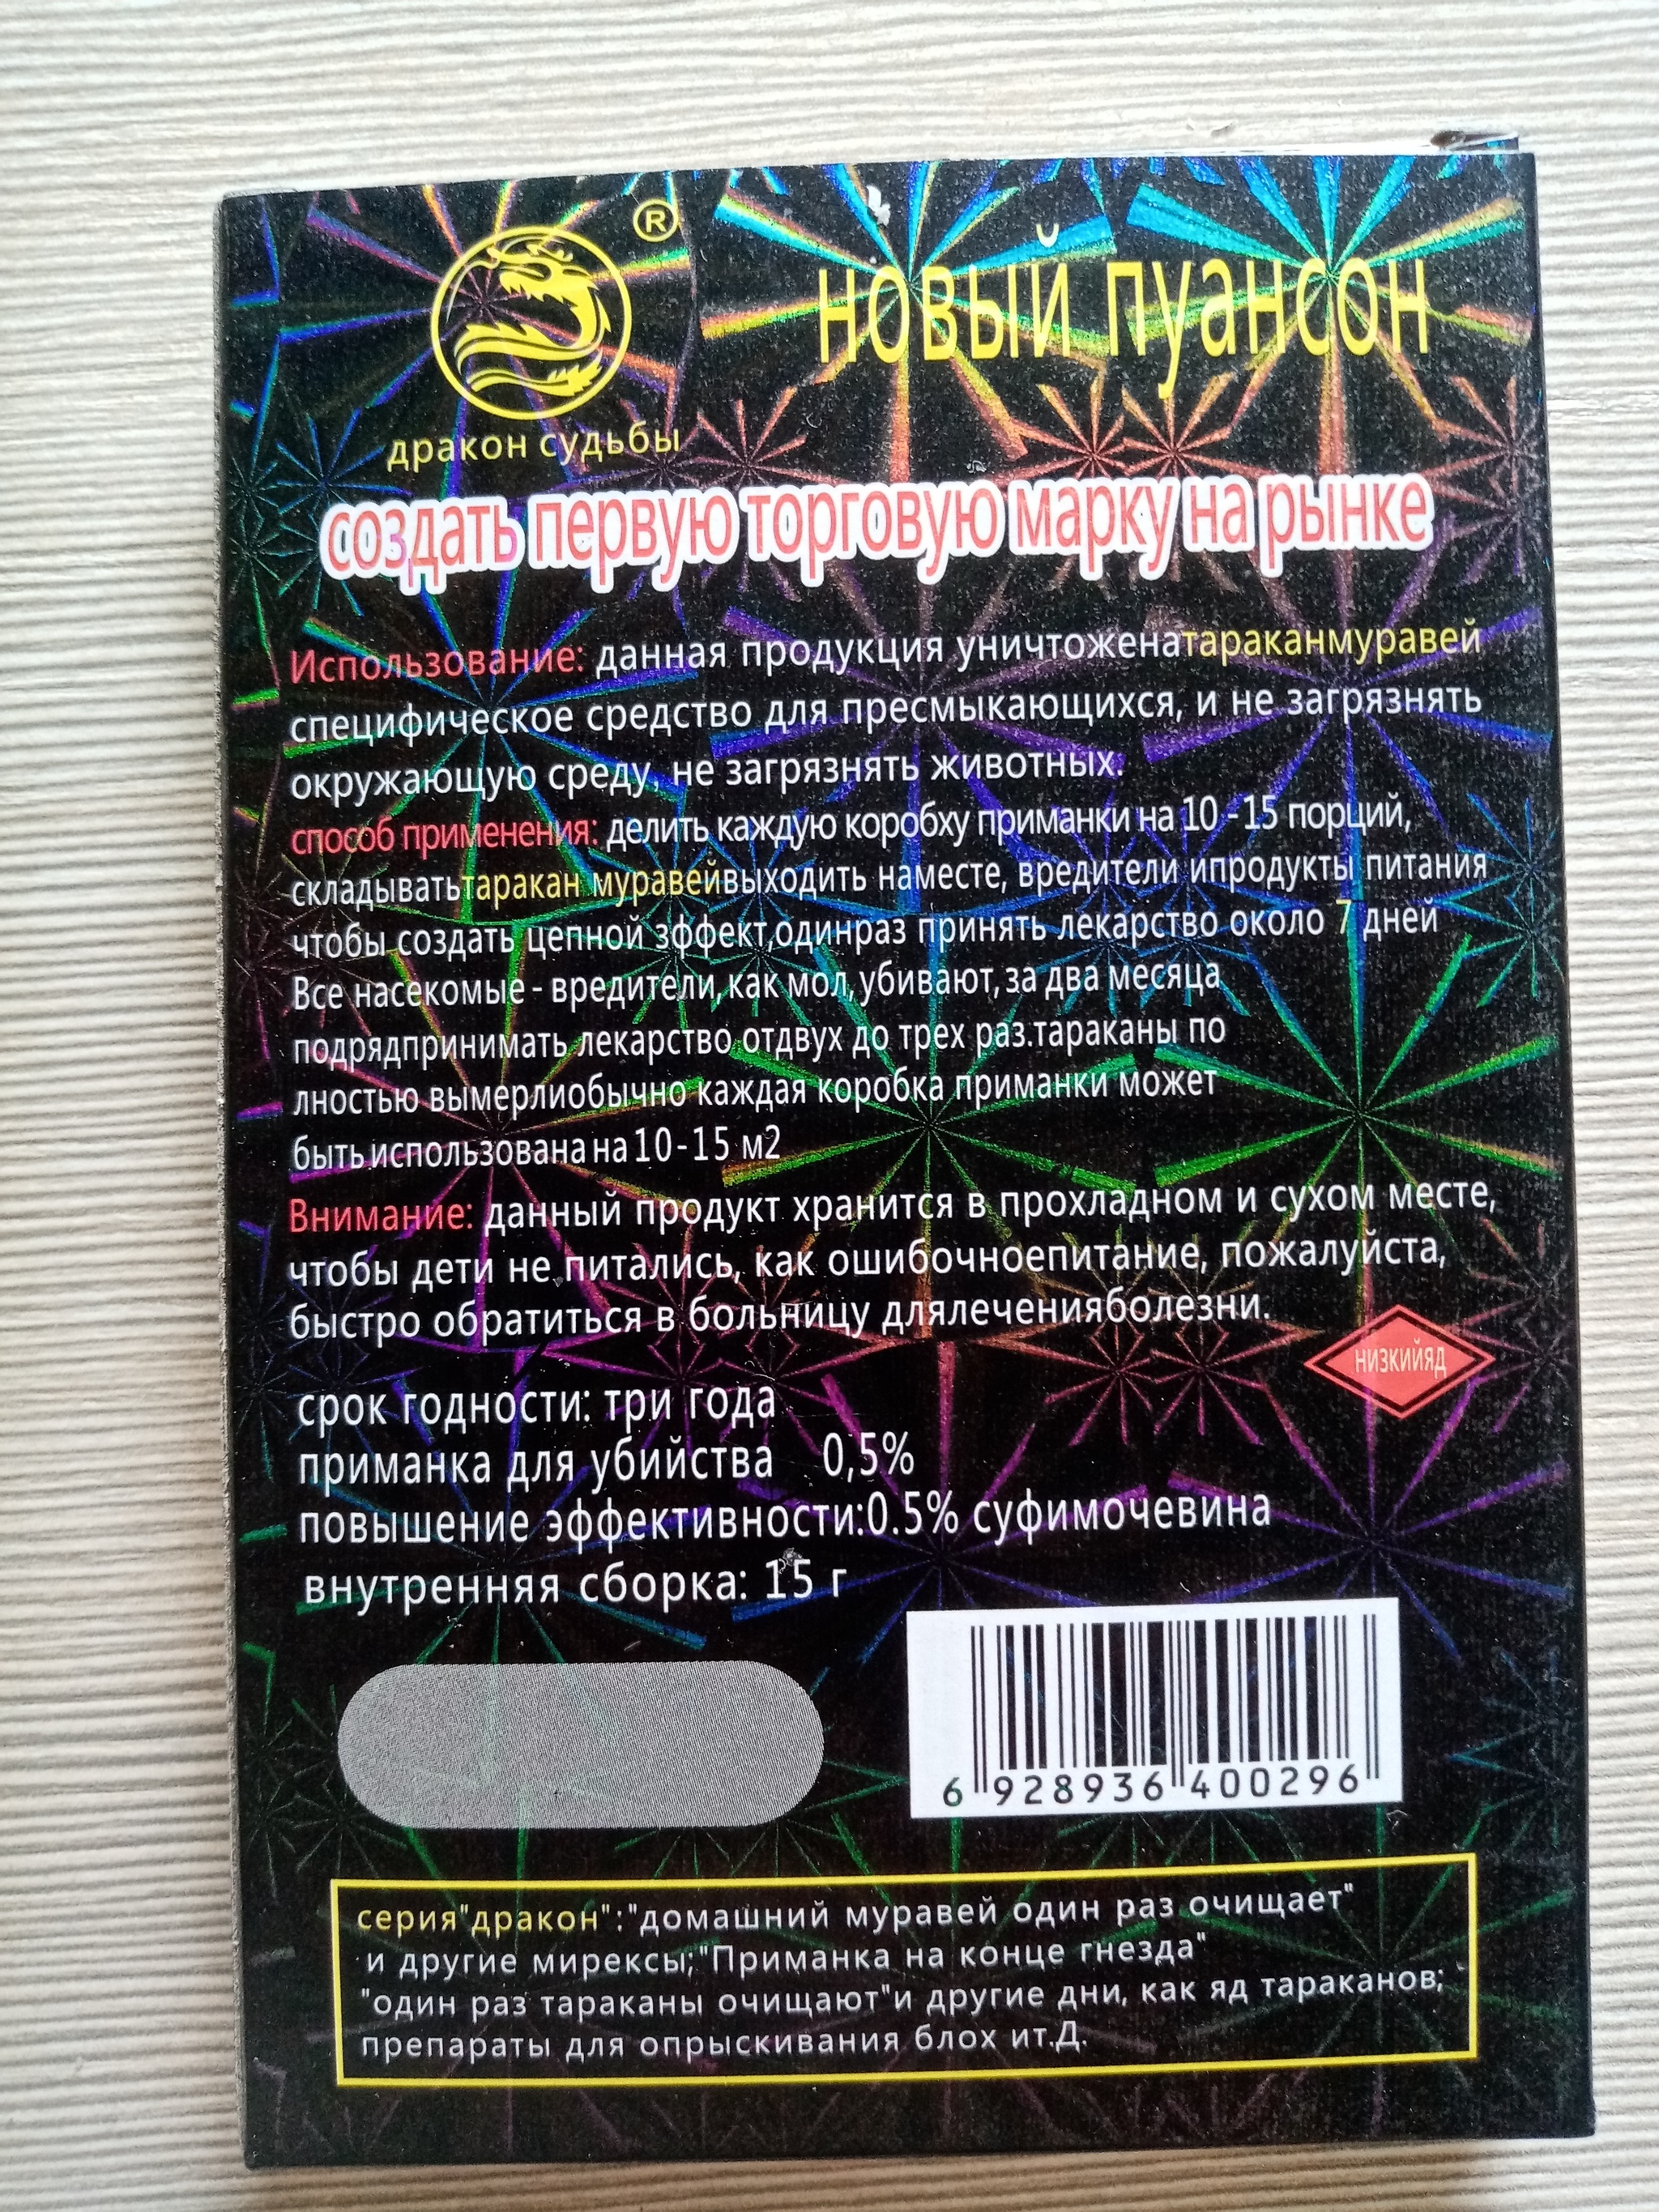 ®
новый пуансон
дракон судьбы
создать первую торговую марку на рынке
Использование: данная продукция уничтоженатараканмуравей
специфическое средство для пресмыкающихся, и не загрязнять
окружающую среду, не загрязнять животных.
способ применения: делить каждую коробху приманки на 10 - 15 порций,
складыватьтаракан муравейвыходить наместе, вредители ипродукты питания
чтобы создать цепной зффект,одинраз принять лекарство около 7 дней
Все насекомые - вредители, как мол, убивают, за два месяца
подрядпринимать лекарство отдвух до трех раз.тараканы по
лностью вымерлиобычно каждая коробка приманки может
быть использована на 10 - 15 м2
Внимание: данный продукт хранится в прохладном и сухом месте,
чтобы дети не питались, как ошибочноепитание, пожалуйста,
быстро обратиться в больницу длялеченияболезни.
низкийяд
срок годности: три года
приманка для убийства 0,5%
повышение эффективности:0.5% суфимочевина
внутренняя сборка: 15 г
6 928936 400296
серия"дракон":"домашний муравей один раз очищает"
и другие мирексы;"Приманка на конце гнезда"
"один раз тараканы очищают"и другие дни, как яд тараканов;
препараты для опрыскивания блох ит.Д.